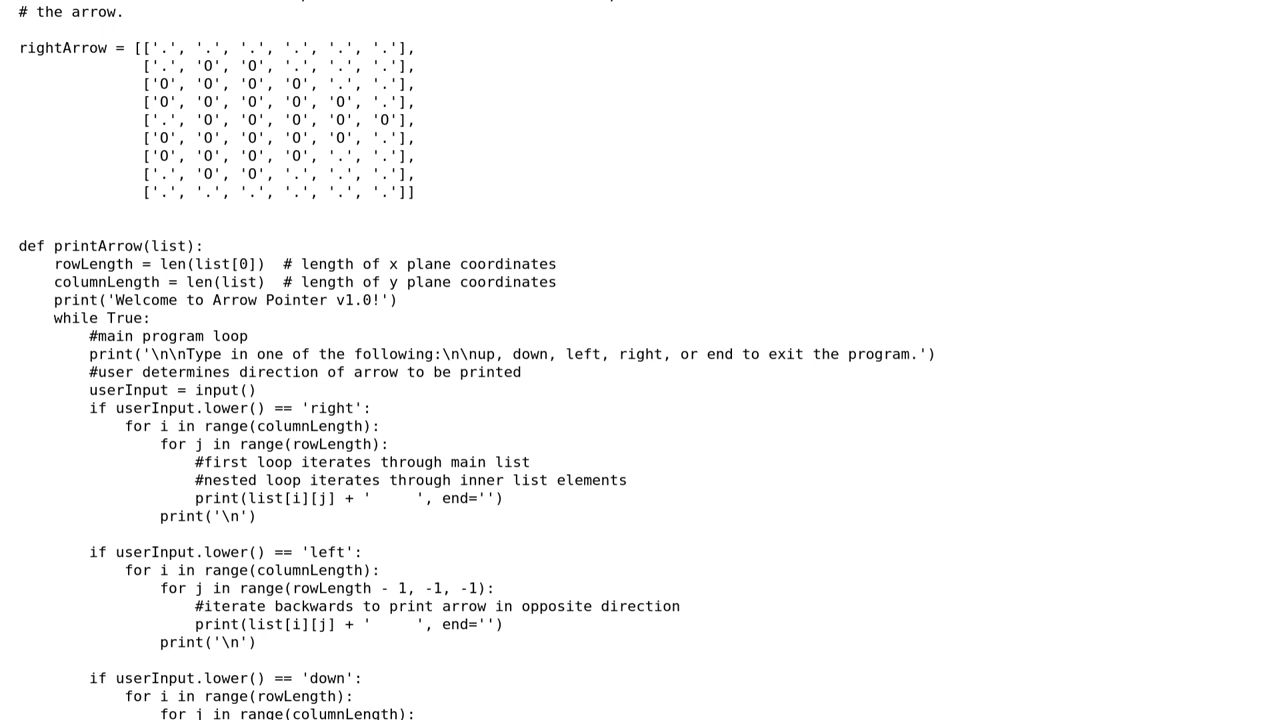 # the arrow.
rightArrow = [['.', '.', '.', '.', '.', '.'],
['.', 'O', 'O', '.', '.', '.'],
['O', 'O', 'O', 'O', '.', '.'],
['O', 'O', 'O', 'O', 'O', '.'],
['.', 'O', 'O', 'O', 'O', 'O'],
['O', 'O', 'O', 'O', 'O', '.'],
['O', 'O', 'O', 'O', '.', '.'],
['.', 'O', 'O', '.', '.', '.'],
['.', '.', '.', '.', '.', '.']]
def printArrow(list):
    rowLength = len(list[0])  # length of x plane coordinates
    columnLength = len(list)  # length of y plane coordinates
    print('Welcome to Arrow Pointer v1.0!')
    while True:
        #main program loop
        print('\n\nType in one of the following:\n\nup, down, left, right, or end to exit the program.')
        #user determines direction of arrow to be printed
        userInput = input()
        if userInput.lower() == 'right':
            for i in range(columnLength):
                for j in range(rowLength):
                    #first loop iterates through main list
                    #nested loop iterates through inner list elements
                    print(list[i][j] + '     ', end='')
                print('\n')
        if userInput.lower() == 'left':
            for i in range(columnLength):
                for j in range(rowLength - 1, -1, -1):
                    #iterate backwards to print arrow in opposite direction
                    print(list[i][j] + '     ', end='')
                print('\n')
        if userInput.lower() == 'down':
            for i in range(rowLength):
                for j in range(columnLength):